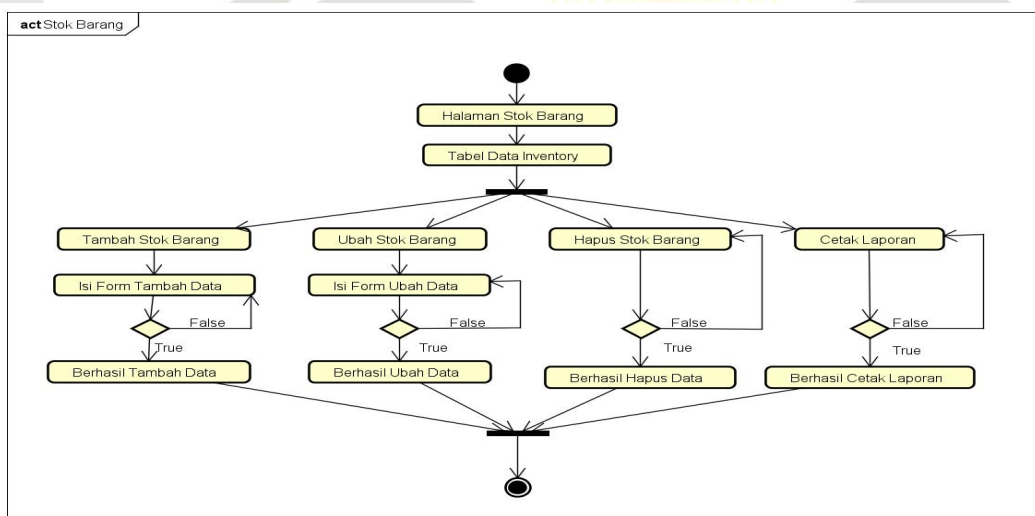 act Stok Barang
Halaman Stok Barang
Tabel Data Inventory
Tambah Stok Barang
Ubah Stok Barang
Hapus Stok Barang
Cetak Laporan
Isi Form Tambah Data
Isi Form Ubah Data
False
False
False
False
True
True
True
True
Berhasil Tambah Data
Berhasil Ubah Data
Berhasil Hapus Data
Berhasil Cetak Laporan